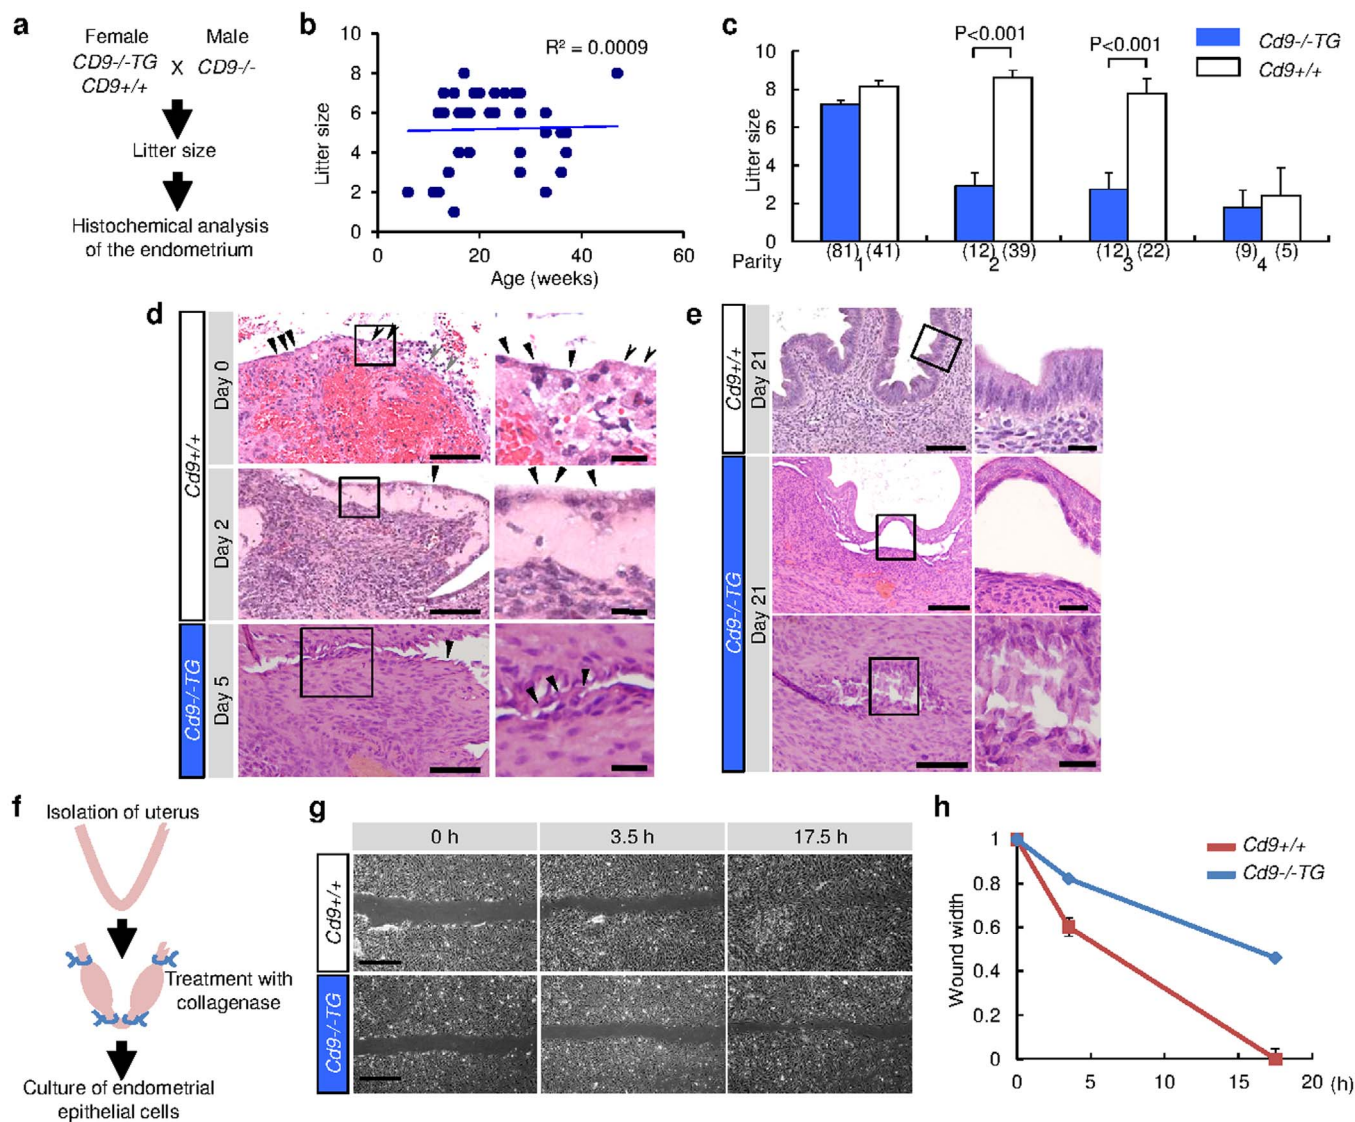 a
Female Male
CD9-/-TG X CD9-/-
CD9+/+
Litter size
Histochemical analysis
of the endometrium
b
R² = 0.0009
Litter size
10
8
6
4
2
0
0 20 40 60
Age (weeks)
c
P<0.001
P<0.001
Cd9-/-TG
Cd9+/+
Litter size
10
8
6
4
2
0
(81) (41) (12) (39) (12) (22) (9) (5)
Parity 1 2 3 4
d
Cd9+/+
Day 0
Day 2
Cd9-/-TG
Day 5
e
Cd9+/+
Day 21
Cd9-/-TG
Day 21
f
Isolation of uterus
Treatment with
collagenase
Culture of endometrial
epithelial cells
g
0 h 3.5 h 17.5 h
Cd9+/+
Cd9-/-TG
h
Cd9+/+
Cd9-/-TG
Wound width
1
0.8
0.6
0.4
0.2
0
0 5 10 15 20 (h)